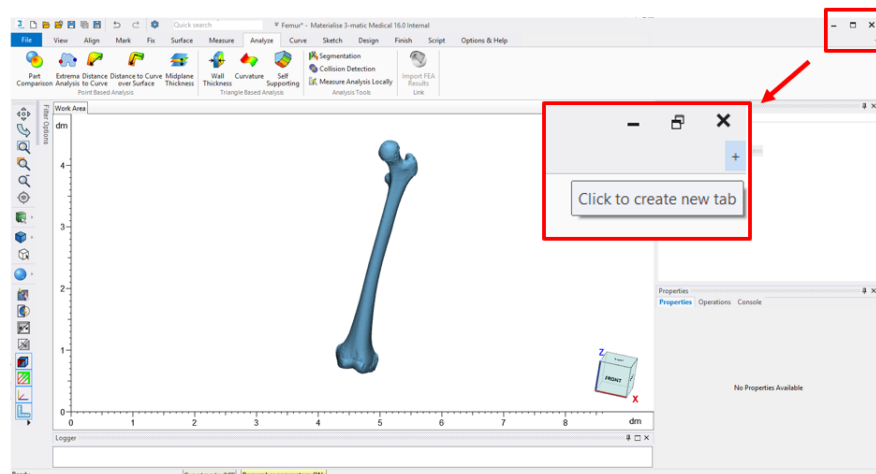 Quick search
Femur* - Materialise 3-matic Medical 16.0 Internal
File View Align Mark Fix Surface Measure Analyze Curve Sketch Design Finish Script Options & Help
Part Comparison
Extrema Analysis
Distance to Curve
Distance to Curve over Surface
Midplane Thickness
Wall Thickness
Curvature
Self Supporting
Segmentation
Collision Detection
Measure Analysis Locally
Import FEA Results
Point Based Analysis
Triangle Based Analysis
Analysis Tools
Link
Filter Options
Work Area
dm
4
3
2
1
0
0 1 2 3 4 5 6 7 8 dm
Z
FRONT
X
+
Click to create new tab
Properties
Properties Operations Console
No Properties Available
Logger